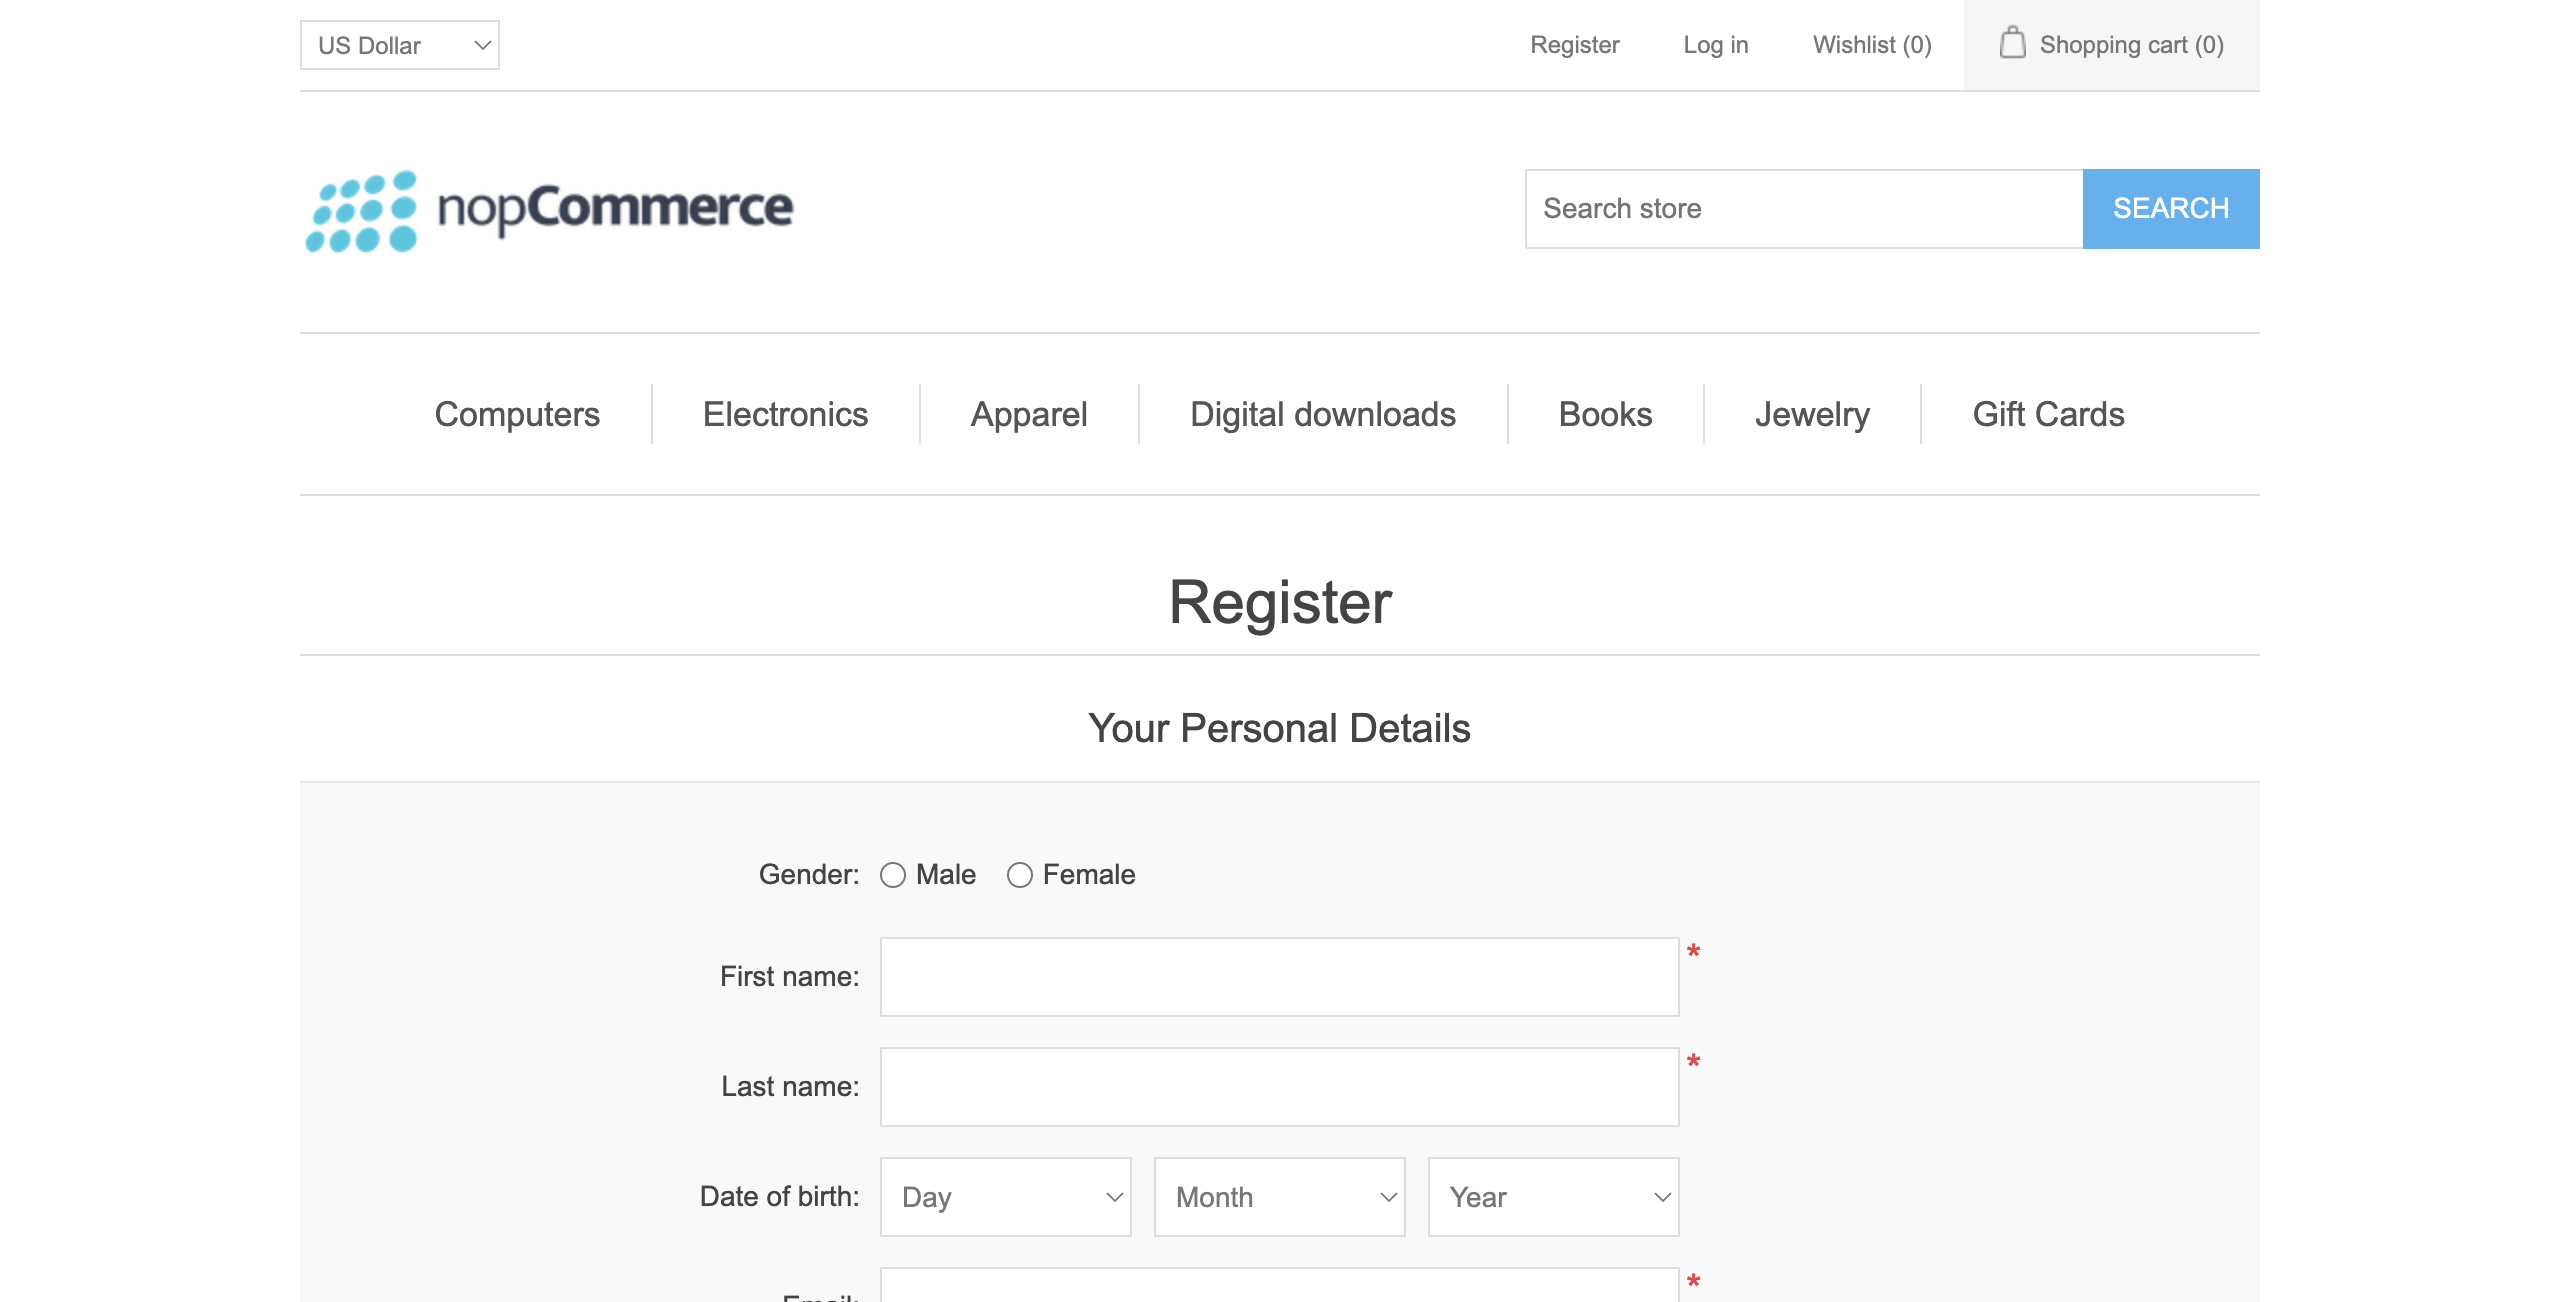 US Dollar Register Log in Wishlist (0) Shopping cart (0)
nopCommerce Search store SEARCH
Computers Electronics Apparel Digital downloads Books Jewelry Gift Cards
Register
Your Personal Details
Gender: Male Female
First name: *
Last name: *
Date of birth: Day Month Year
*